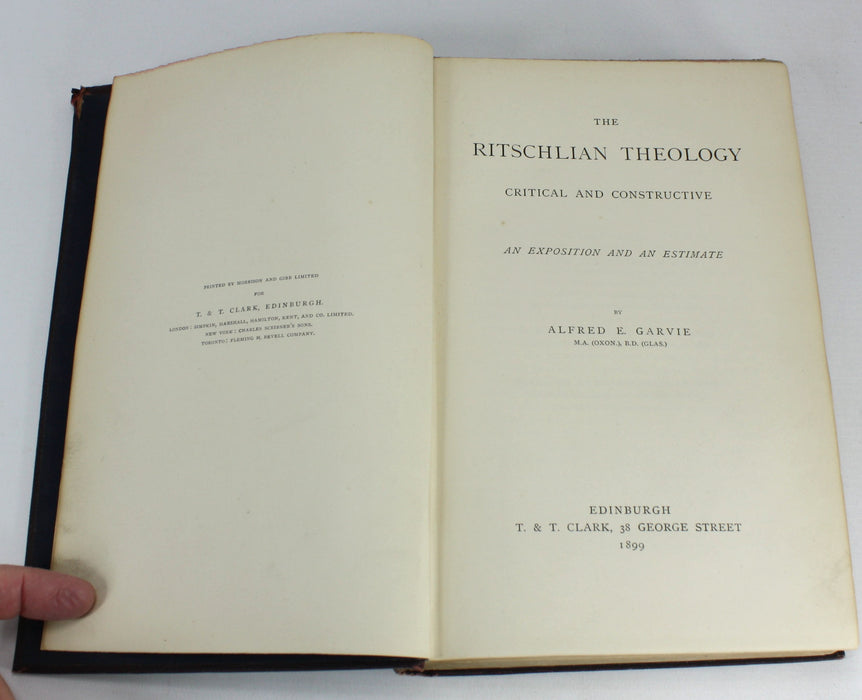 PRINTED BY MORRISON AND GIBB LIMITED
FOR
T. & T. CLARK, EDINBURGH.
LONDON: SIMPKIN, MARSHALL, HAMILTON, KENT, AND CO. LIMITED.
NEW YORK: CHARLES SCRIBNER'S SONS.
TORONTO: FLEMING H. REVELL COMPANY.
THE
RITSCHLIAN THEOLOGY
CRITICAL AND CONSTRUCTIVE
AN EXPOSITION AND AN ESTIMATE
BY
ALFRED E. GARVIE
M.A. (OXON.), B.D. (GLAS.)
EDINBURGH
T. & T. CLARK, 38 GEORGE STREET
1899